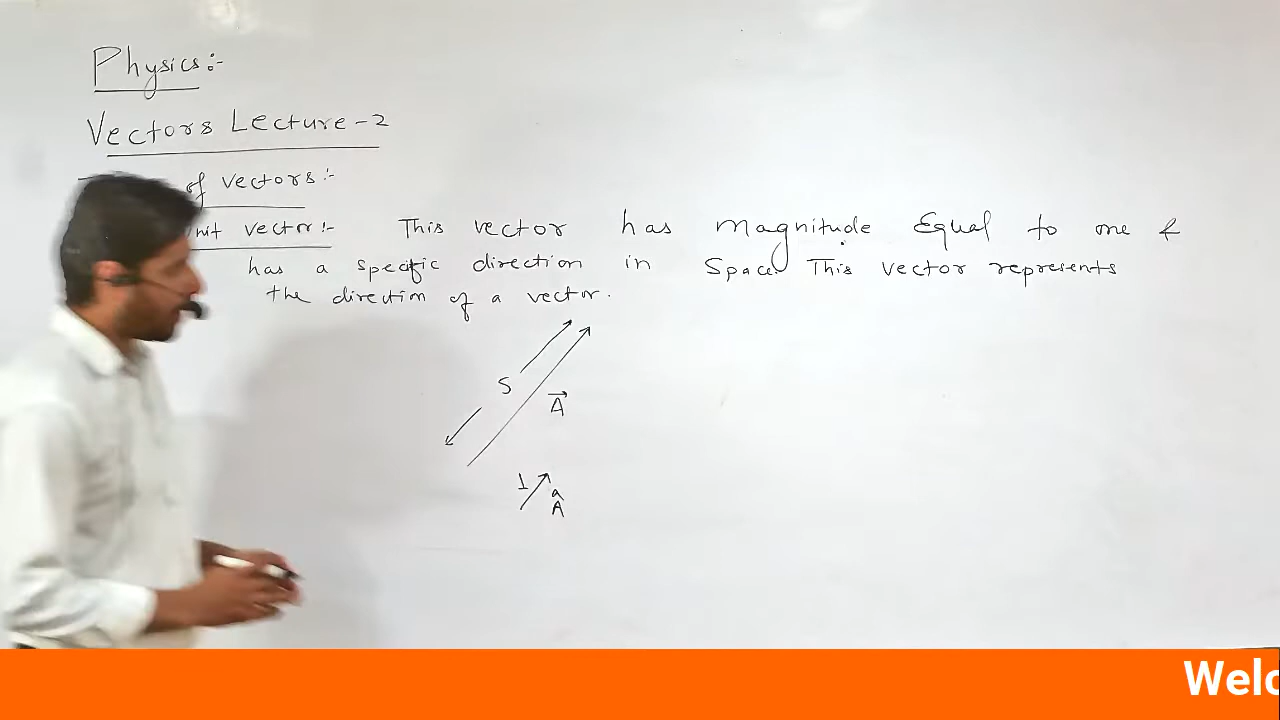 Physics:-
Vectors Lecture-2
of vectors:-
nit vector:- This vector has Magnitude Equal to one &
has a specific direction in Space This vector represents
the direction of a vector.
S
A
1
A
Welc